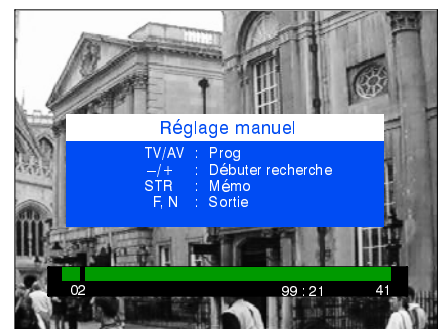 Réglage manuel
TV/AV : Prog
–/+ : Débuter recherche
STR : Mémo
F, N : Sortie
02 99 : 21 41